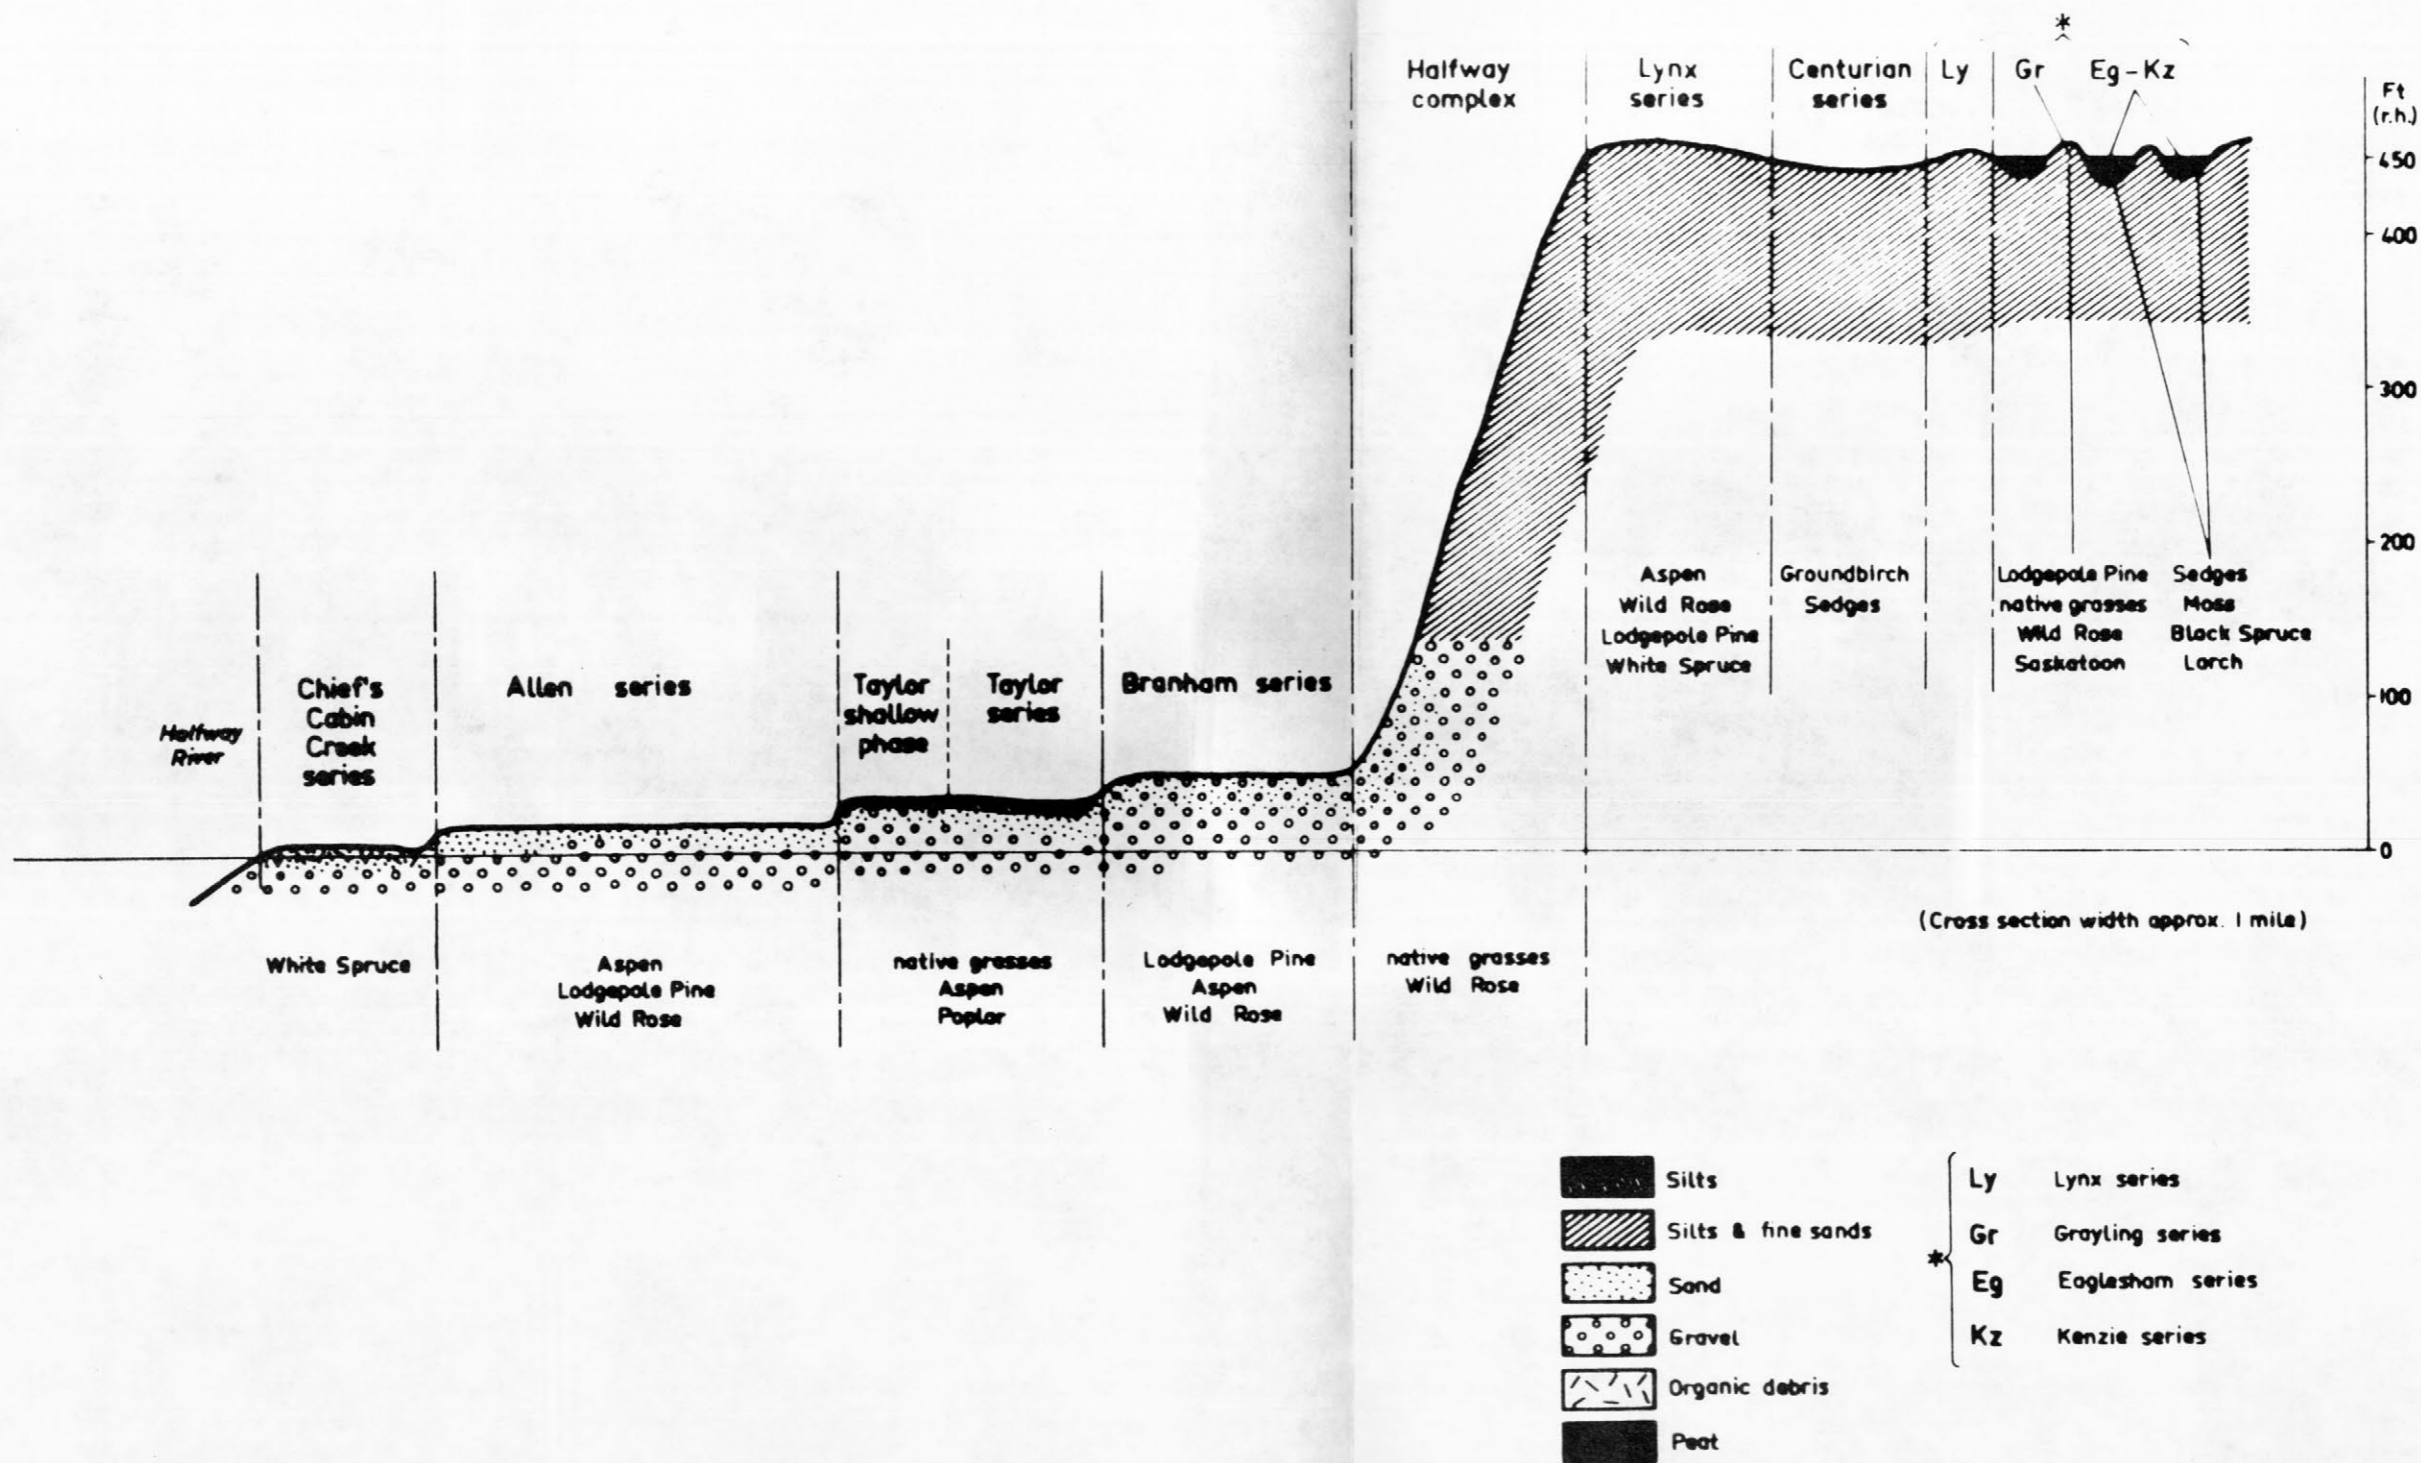 *
Halfway
complex
Lynx
series
Centurian
series
Ly
Gr
Eg-Kz
Ft
(r.h.)
450
400
300
200
100
0
Aspen
Wild Rose
Lodgepole Pine
White Spruce
Groundbirch
Sedges
Lodgepole Pine
native grasses
Wild Rose
Saskatoon
Sedges
Moss
Black Spruce
Larch
Halfway
River
Chief's
Cabin
Creek
series
Allen series
Taylor
shallow
phase
Taylor
series
Branham series
(Cross section width approx. 1 mile)
White Spruce
Aspen
Lodgepole Pine
Wild Rose
native grasses
Aspen
Poplar
Lodgepole Pine
Aspen
Wild Rose
native grasses
Wild Rose
Silts
Silts & fine sands
Sand
Gravel
Organic debris
Peat
*
Ly Lynx series
Gr Grayling series
Eg Eaglesham series
Kz Kenzie series